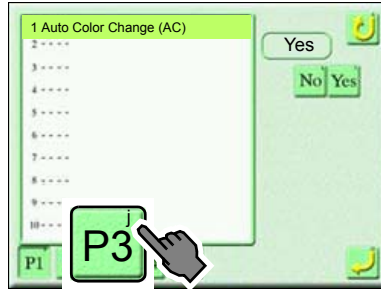 1 Auto Color Change (AC)
2 - - - -
3 - - - -
4 - - - -
5 - - - -
6 - - - -
7 - - - -
8 - - - -
9 - - - -
10 - - -
Yes
No Yes
P1
j
P3